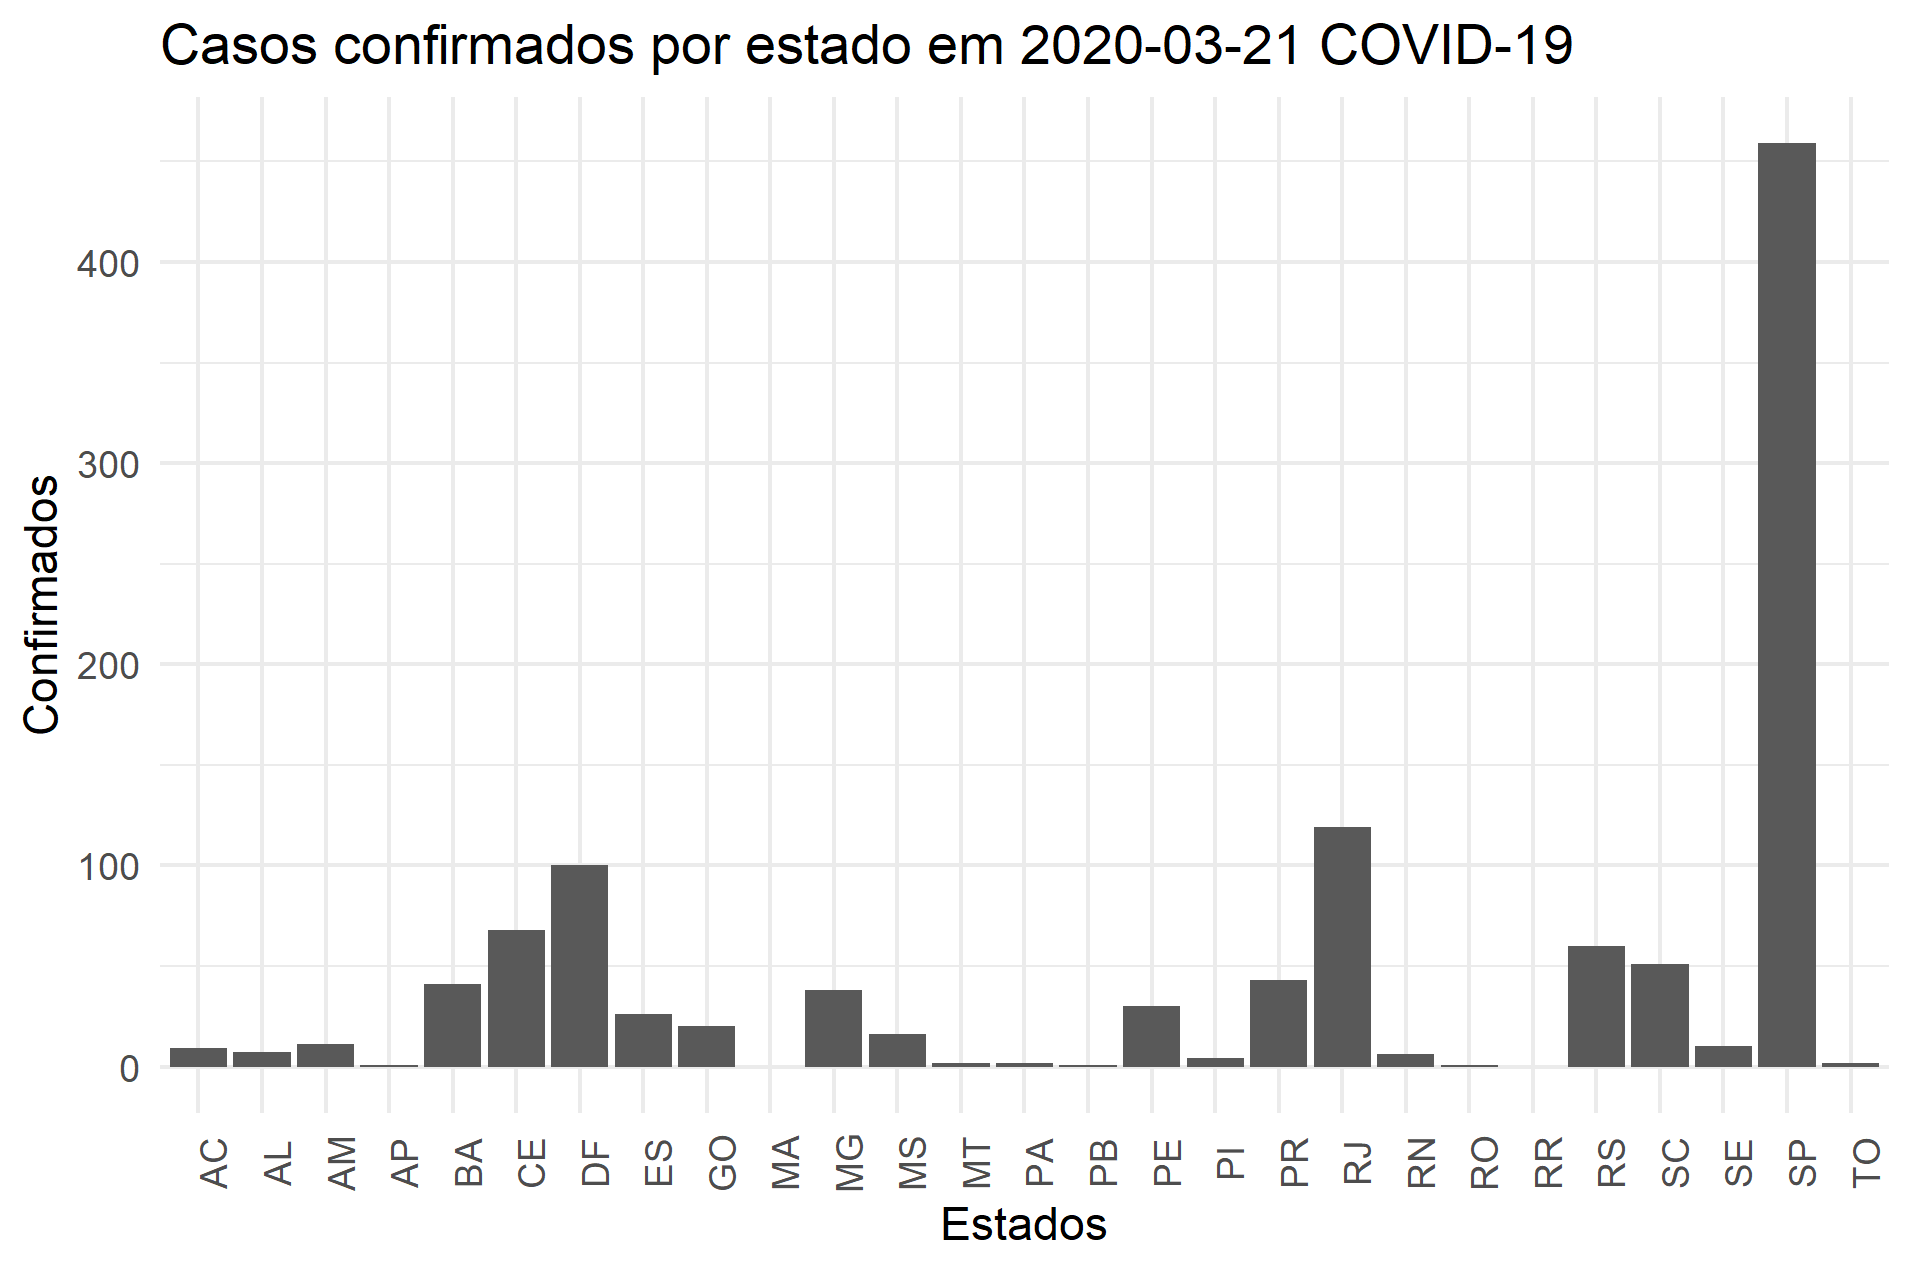 Casos confirmados por estado em 2020-03-21 COVID-19
Confirmados
400
300
200
100
0
AC AL AM AP BA CE DF ES GO MA MG MS MT PA PB PE PI PR RJ RN RO RR RS SC SE SP TO
Estados